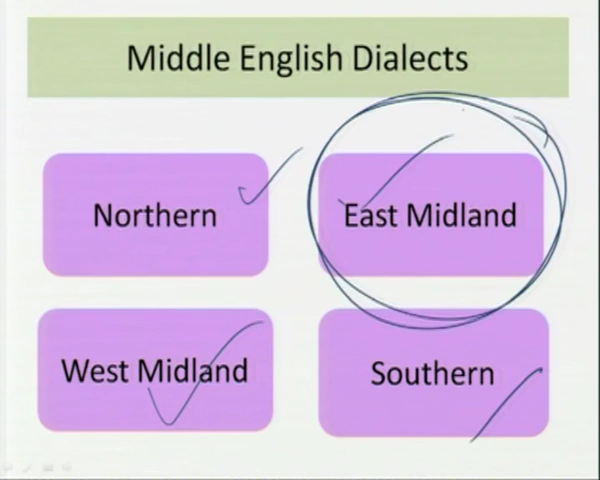 Middle English Dialects
Northern
East Midland
West Midland
Southern